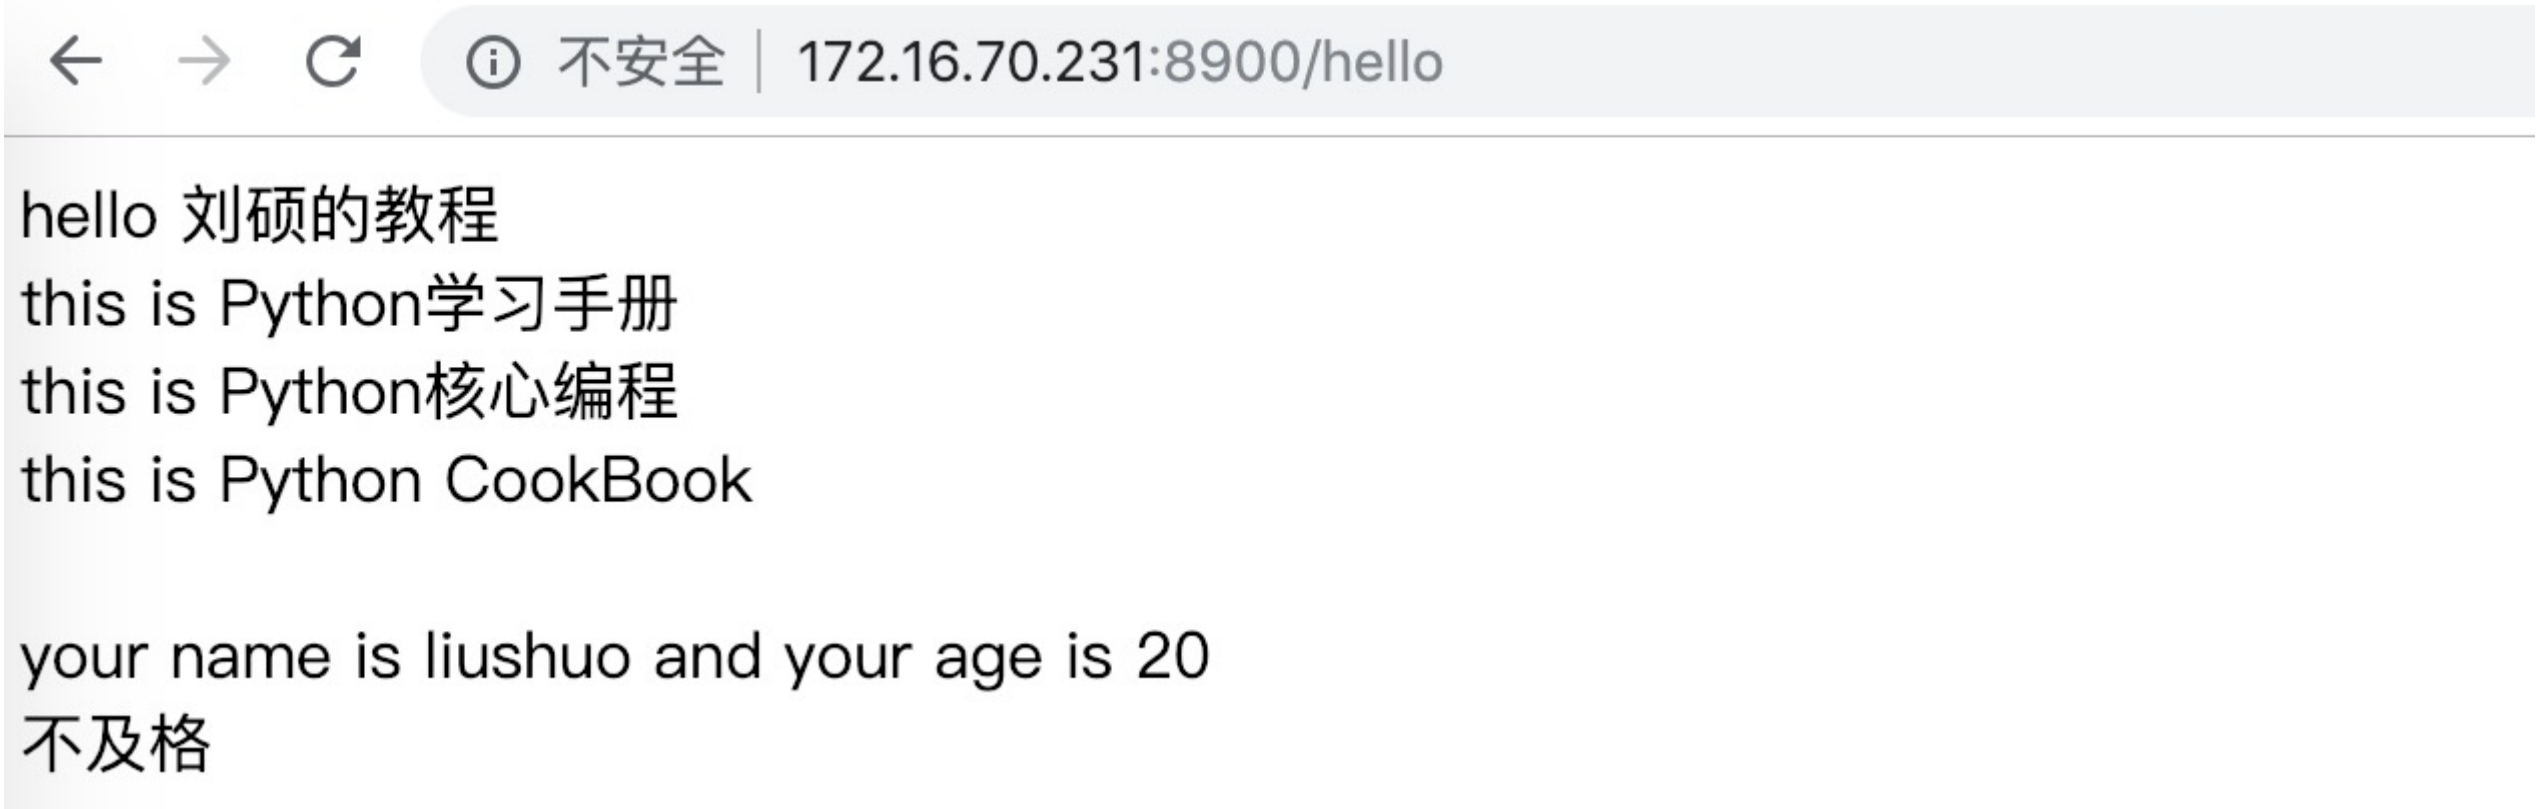 不安全 172.16.70.231:8900/hello
hello 刘硕的教程
this is Python学习手册
this is Python核心编程
this is Python CookBook
your name is liushuo and your age is 20
不及格